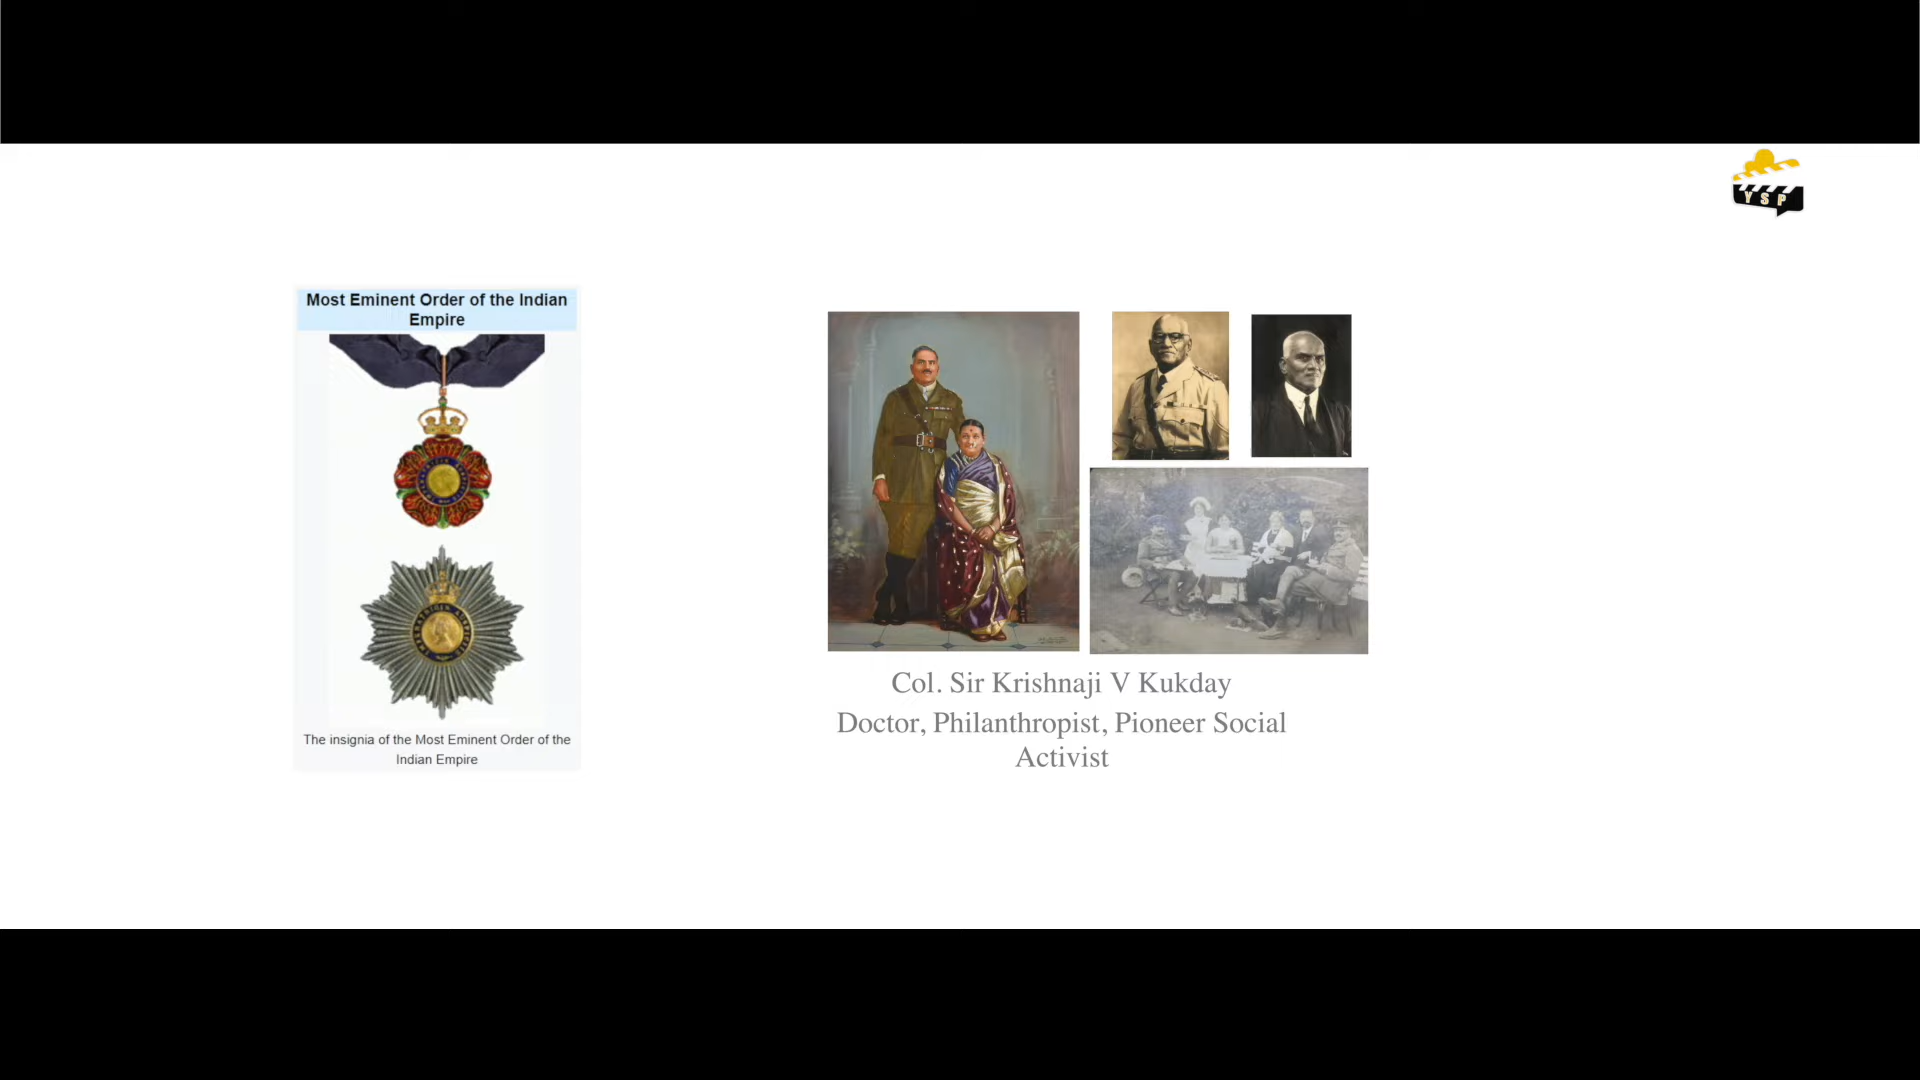 Y S P
Most Eminent Order of the Indian
Empire
The insignia of the Most Eminent Order of the
Indian Empire
Col. Sir Krishnaji V Kukday
Doctor, Philanthropist, Pioneer Social
Activist